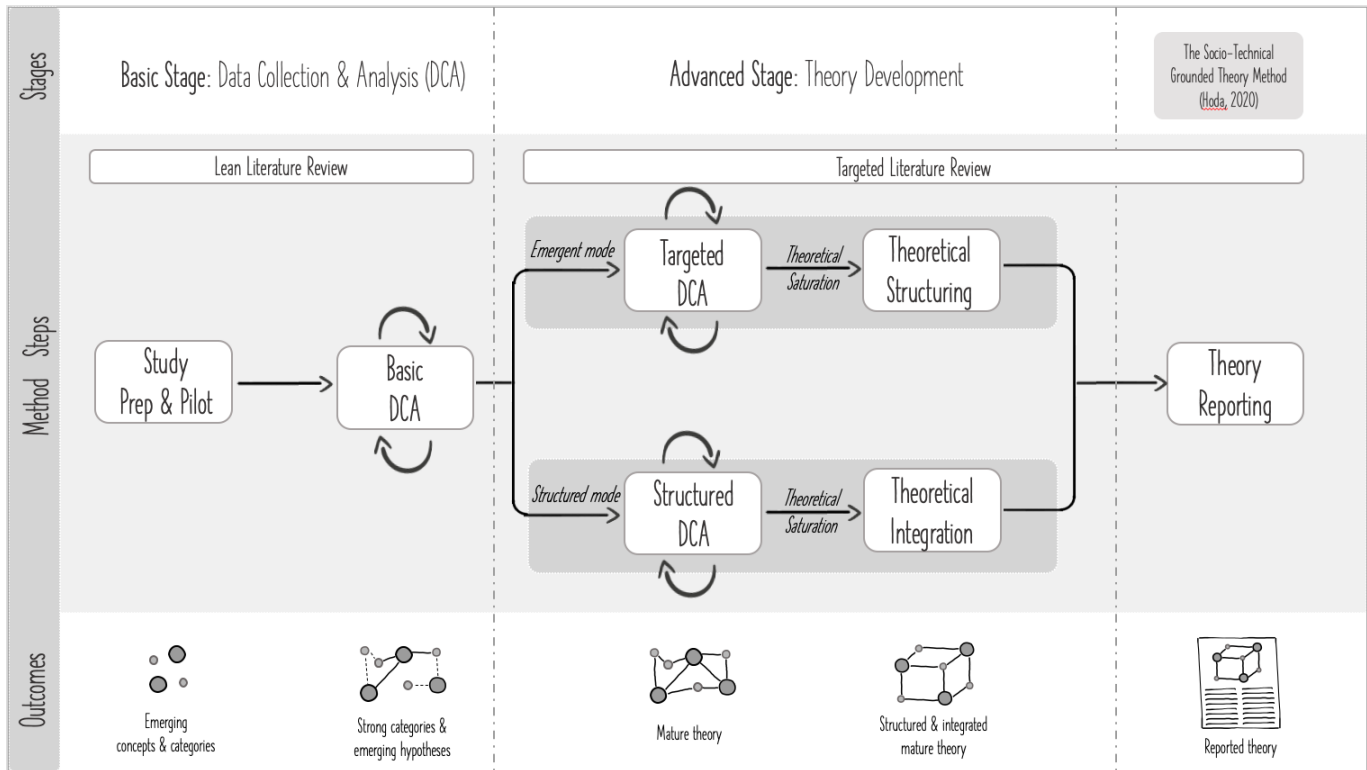 Stages
Basic Stage: Data Collection & Analysis (DCA)
Advanced Stage: Theory Development
The Socio-Technical
Grounded Theory Method
(Hoda, 2020)
Method Steps
Lean Literature Review
Targeted Literature Review
Study
Prep & Pilot
Basic
DCA
Emergent mode
Targeted
DCA
Theoretical
Saturation
Theoretical
Structuring
Structured mode
Structured
DCA
Theoretical
Saturation
Theoretical
Integration
Theory
Reporting
Outcomes
Emerging
concepts & categories
Strong categories &
emerging hypotheses
Mature theory
Structured & integrated
mature theory
Reported theory